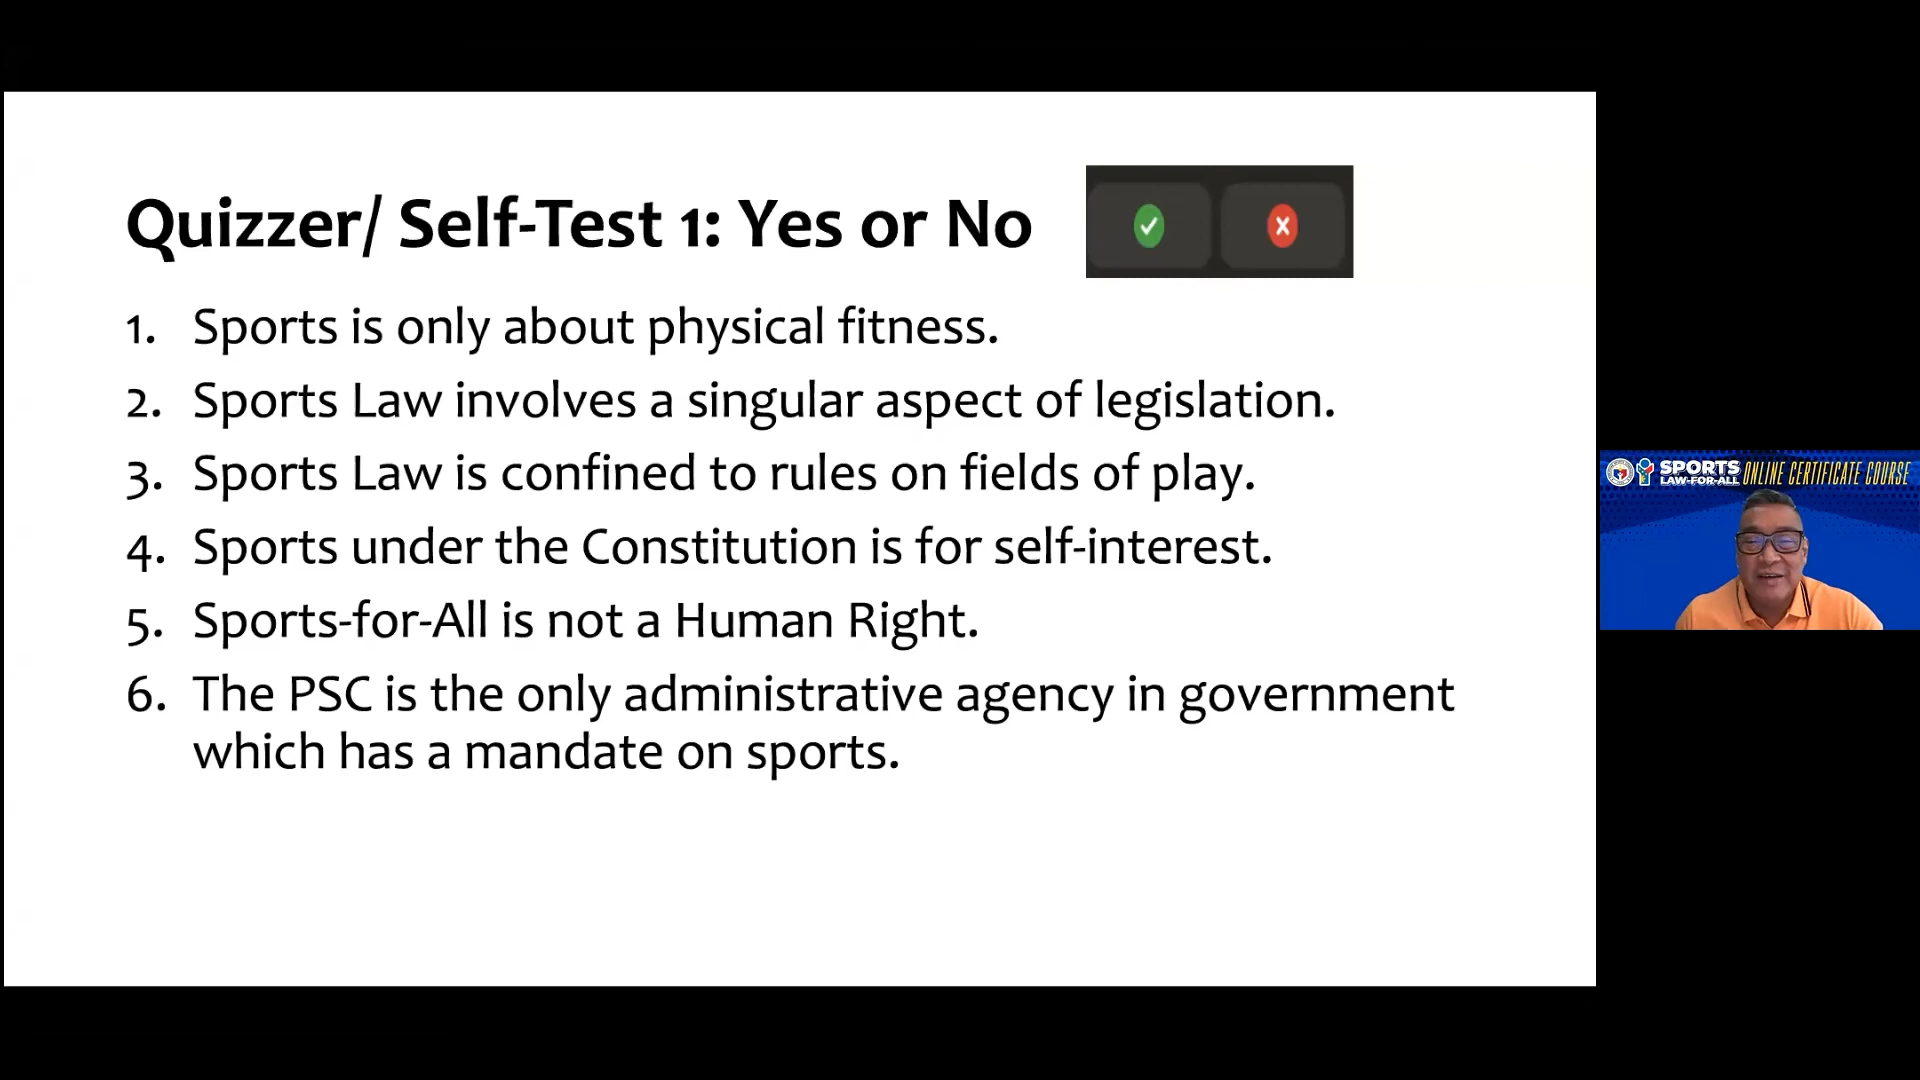 Quizzer/ Self-Test 1: Yes or No
1. Sports is only about physical fitness.
2. Sports Law involves a singular aspect of legislation.
3. Sports Law is confined to rules on fields of play.
4. Sports under the Constitution is for self-interest.
5. Sports-for-All is not a Human Right.
6. The PSC is the only administrative agency in government
which has a mandate on sports.
SPORTS
LAW-FOR-ALL
ONLINE CERTIFICATE COURSE